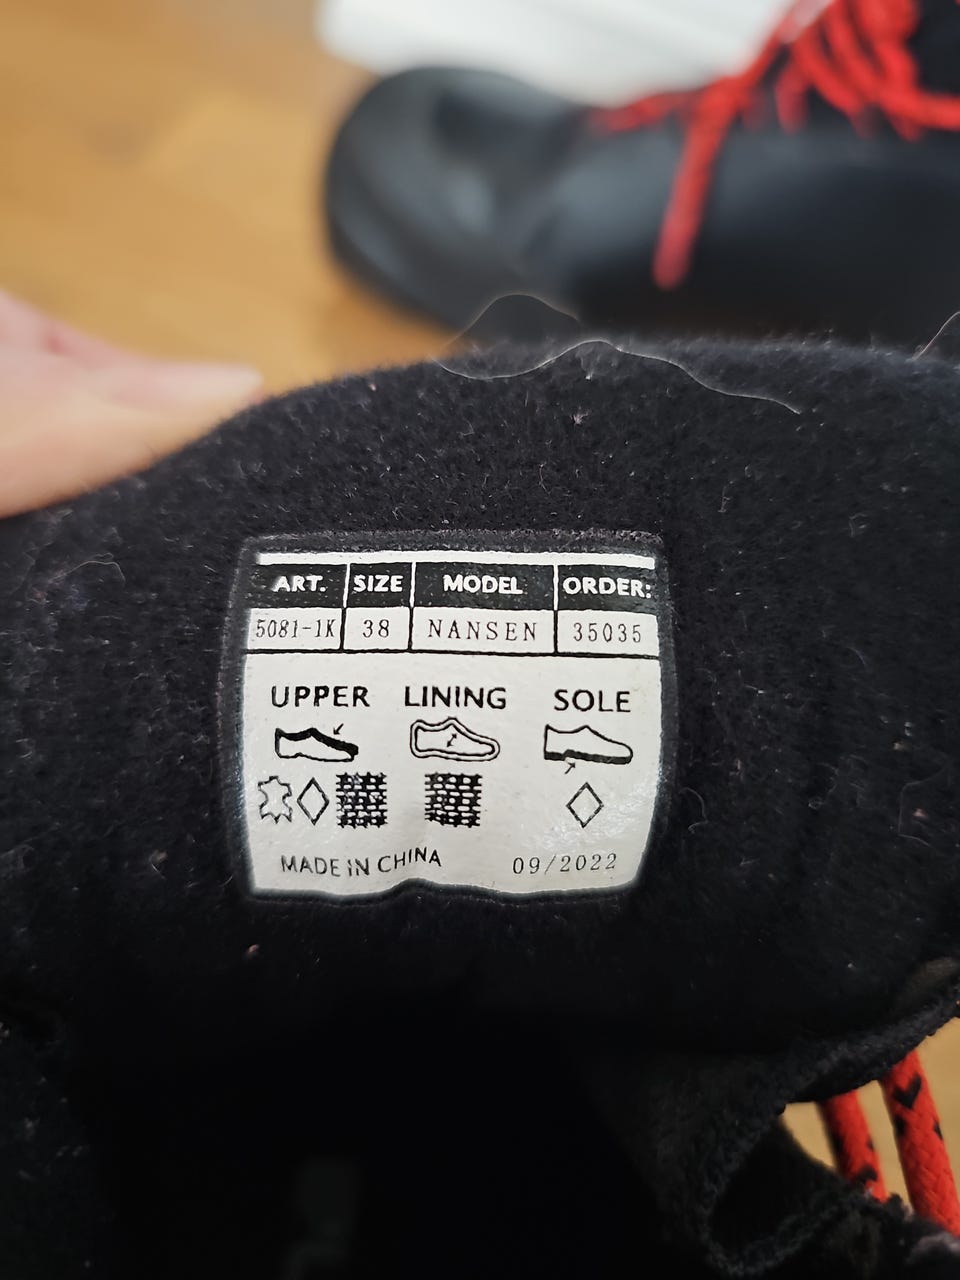 ART. SIZE MODEL ORDER:
5081-1K 38 NANSEN 35035
UPPER LINING SOLE
MADE IN CHINA 09/2022